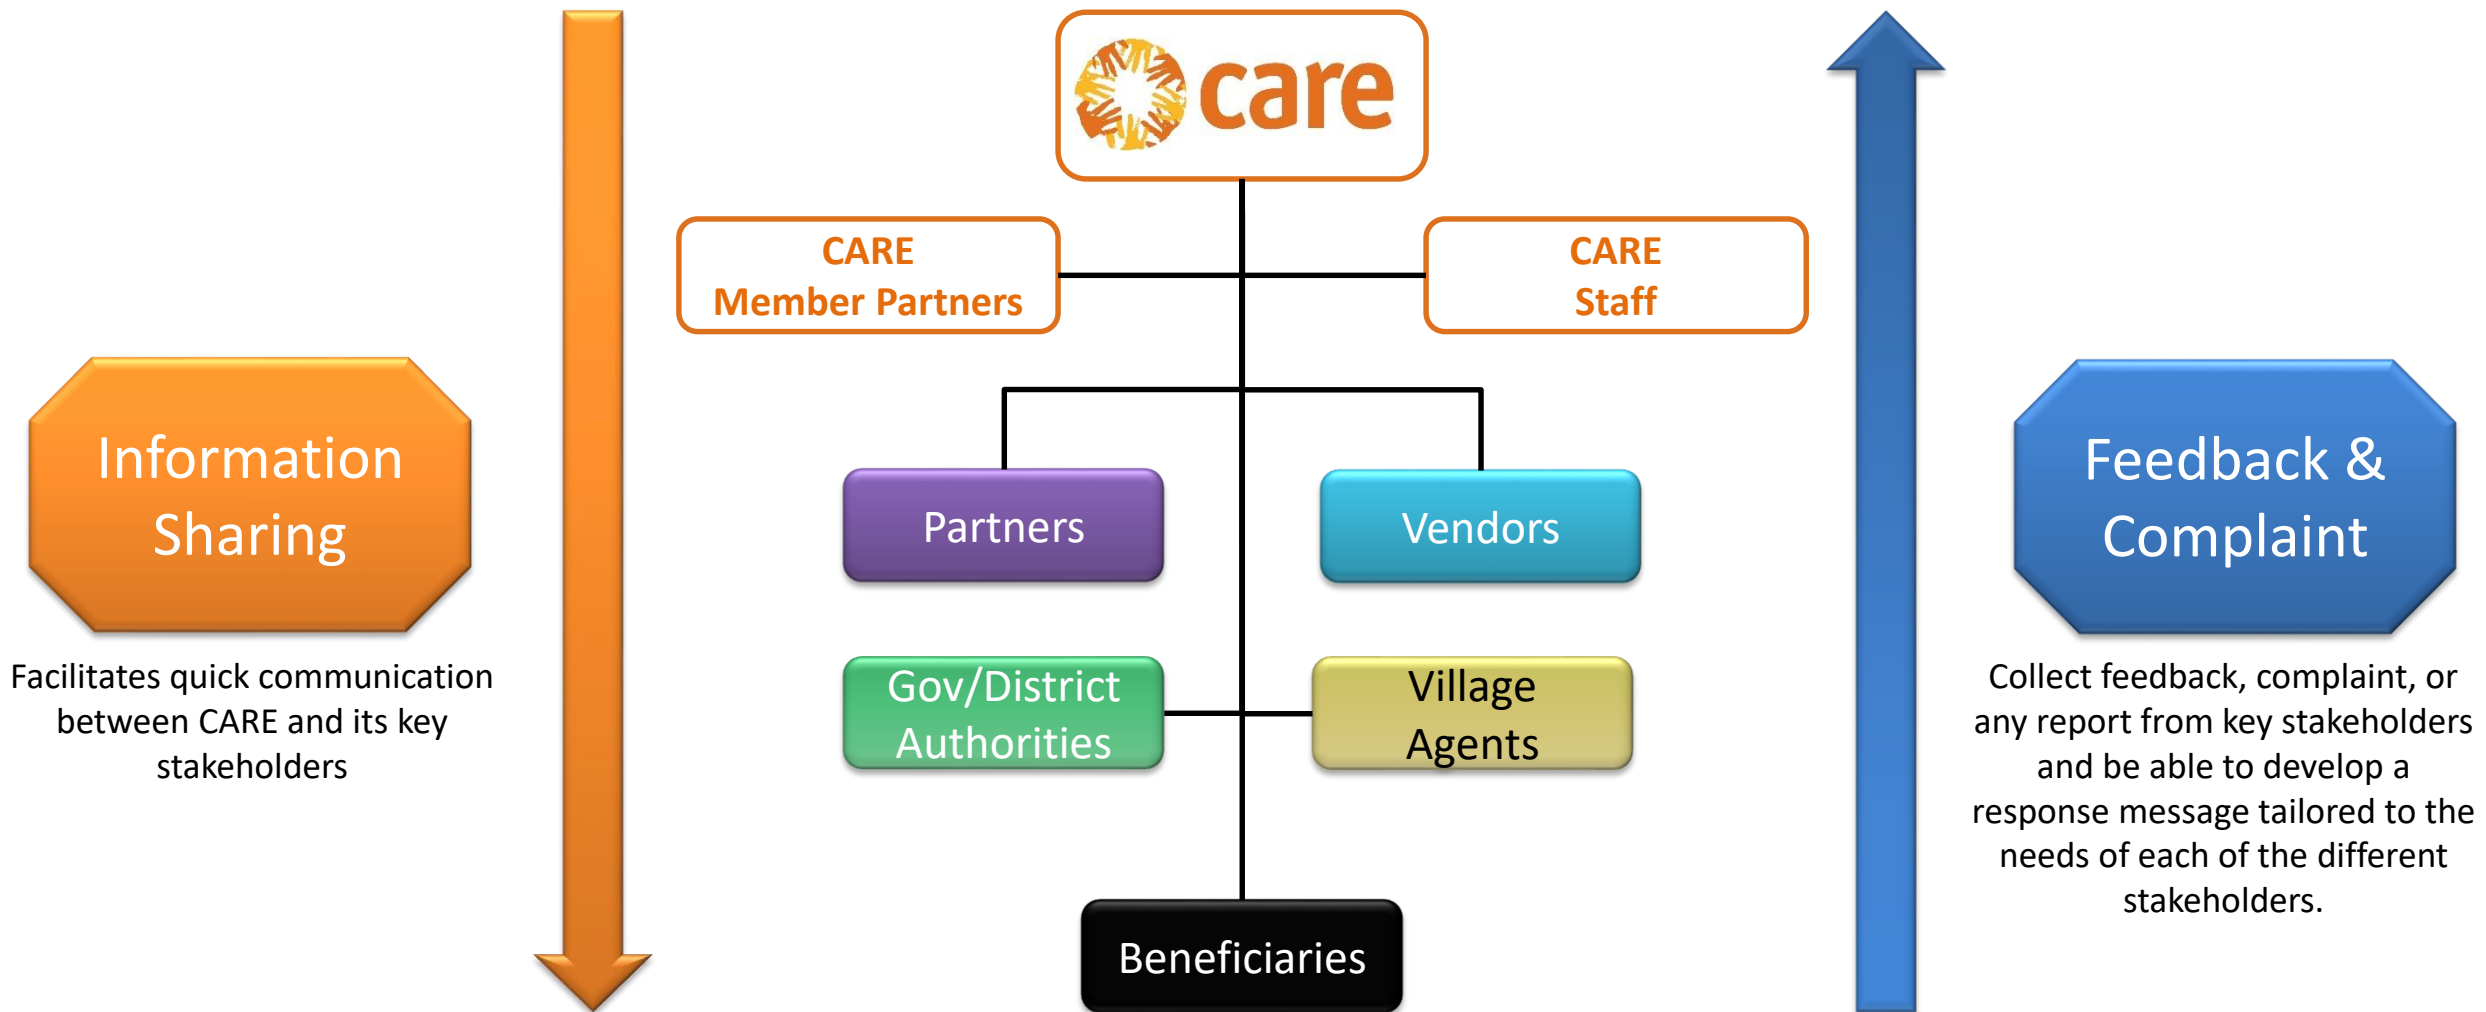 care
CARE
Member Partners
CARE
Staff
Information
Sharing
Facilitates quick communication
between CARE and its key
stakeholders
Partners
Vendors
Gov/District
Authorities
Village
Agents
Beneficiaries
Feedback &
Complaint
Collect feedback, complaint, or
any report from key stakeholders
and be able to develop a
response message tailored to the
needs of each of the different
stakeholders.